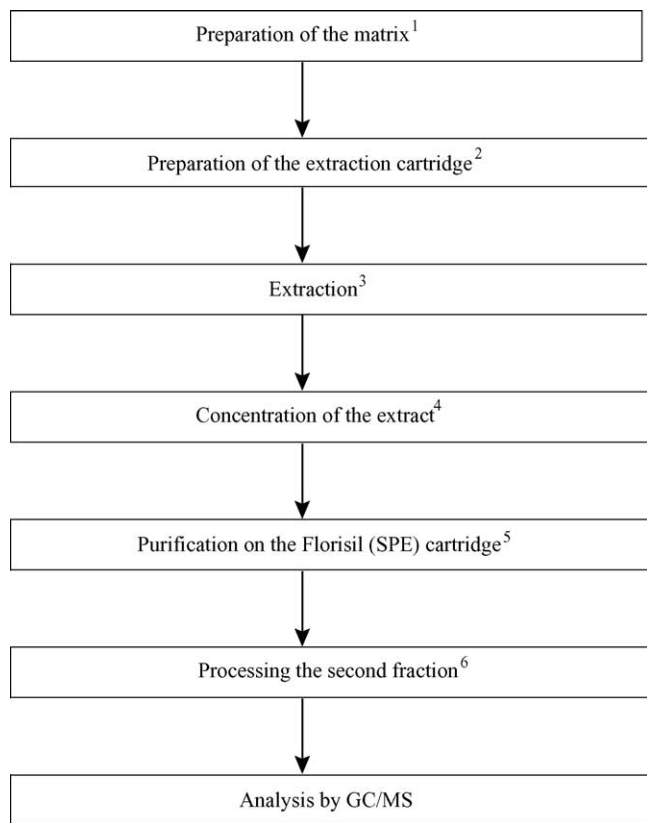 Preparation of the matrix¹
Preparation of the extraction cartridge²
Extraction³
Concentration of the extract⁴
Purification on the Florisil (SPE) cartridge⁵
Processing the second fraction⁶
Analysis by GC/MS